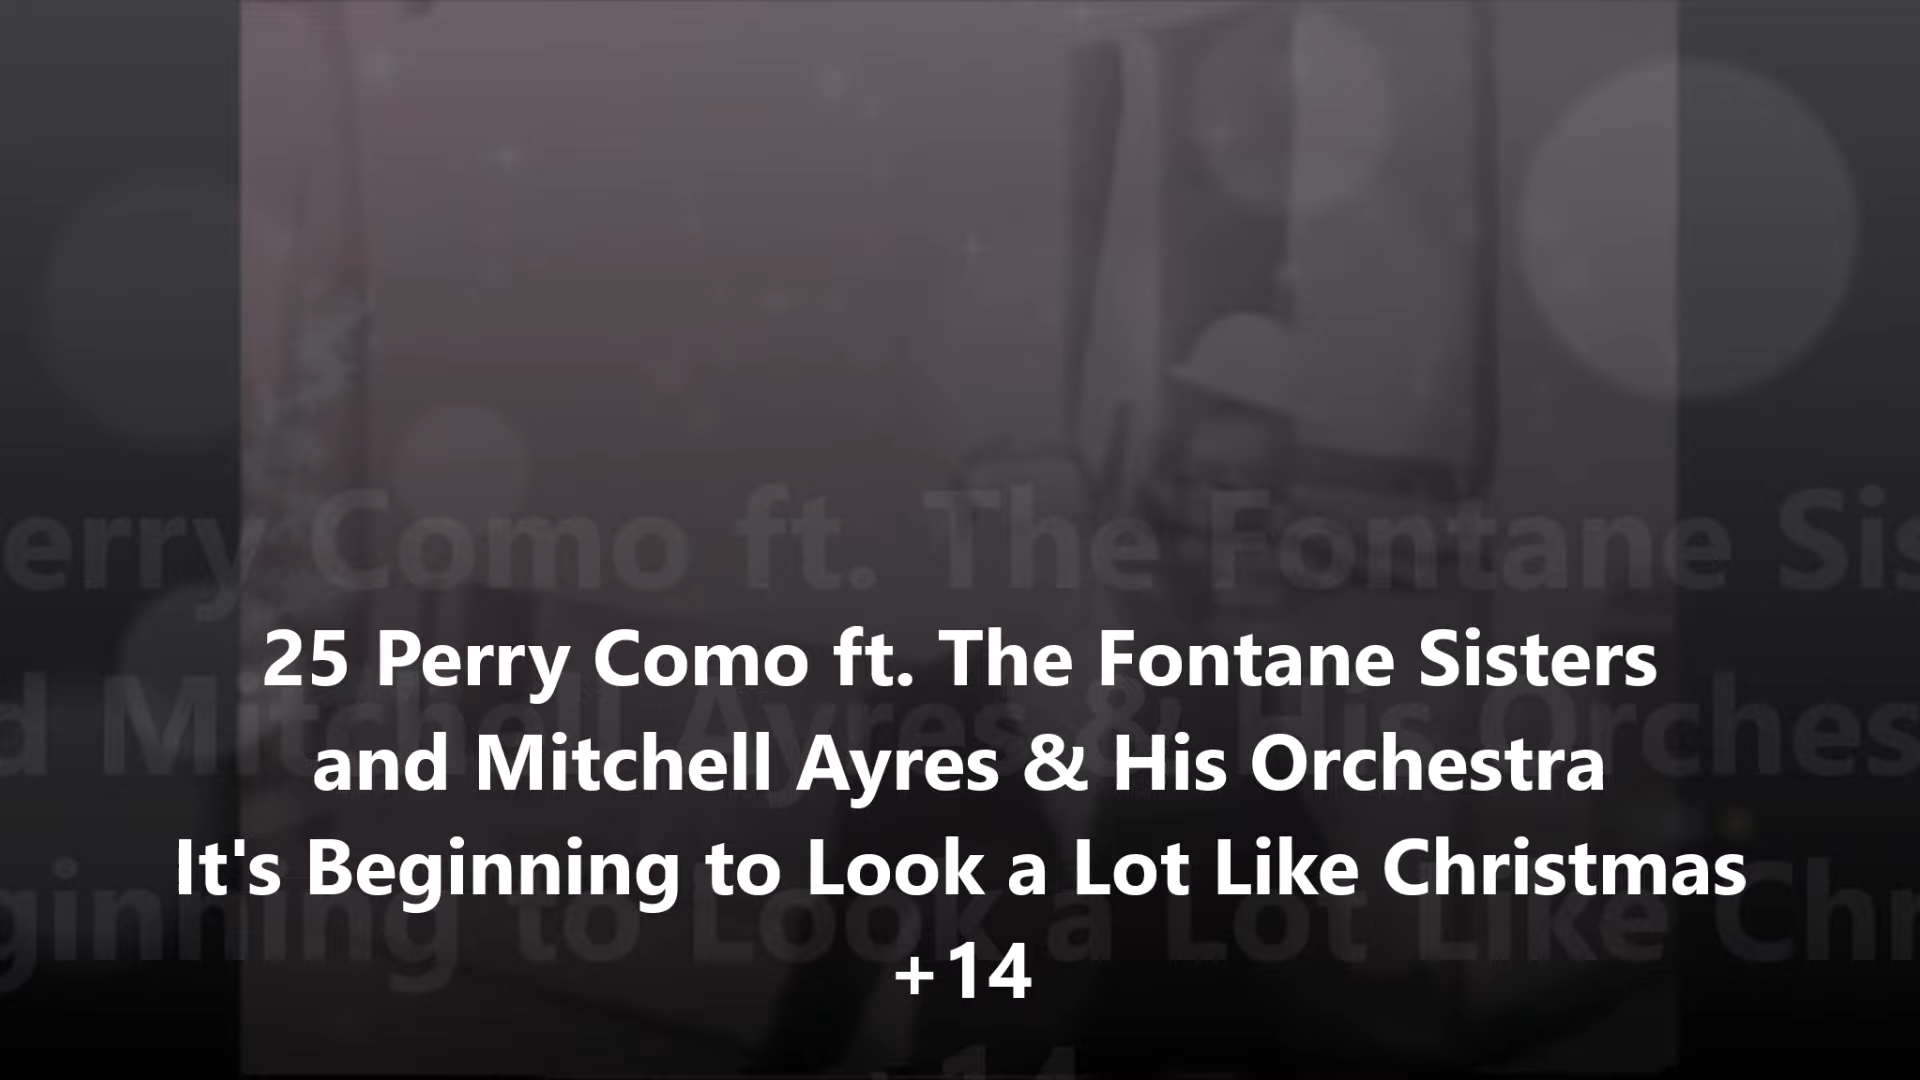 25 Perry Como ft. The Fontane Sisters
and Mitchell Ayres & His Orchestra
It's Beginning to Look a Lot Like Christmas
+14